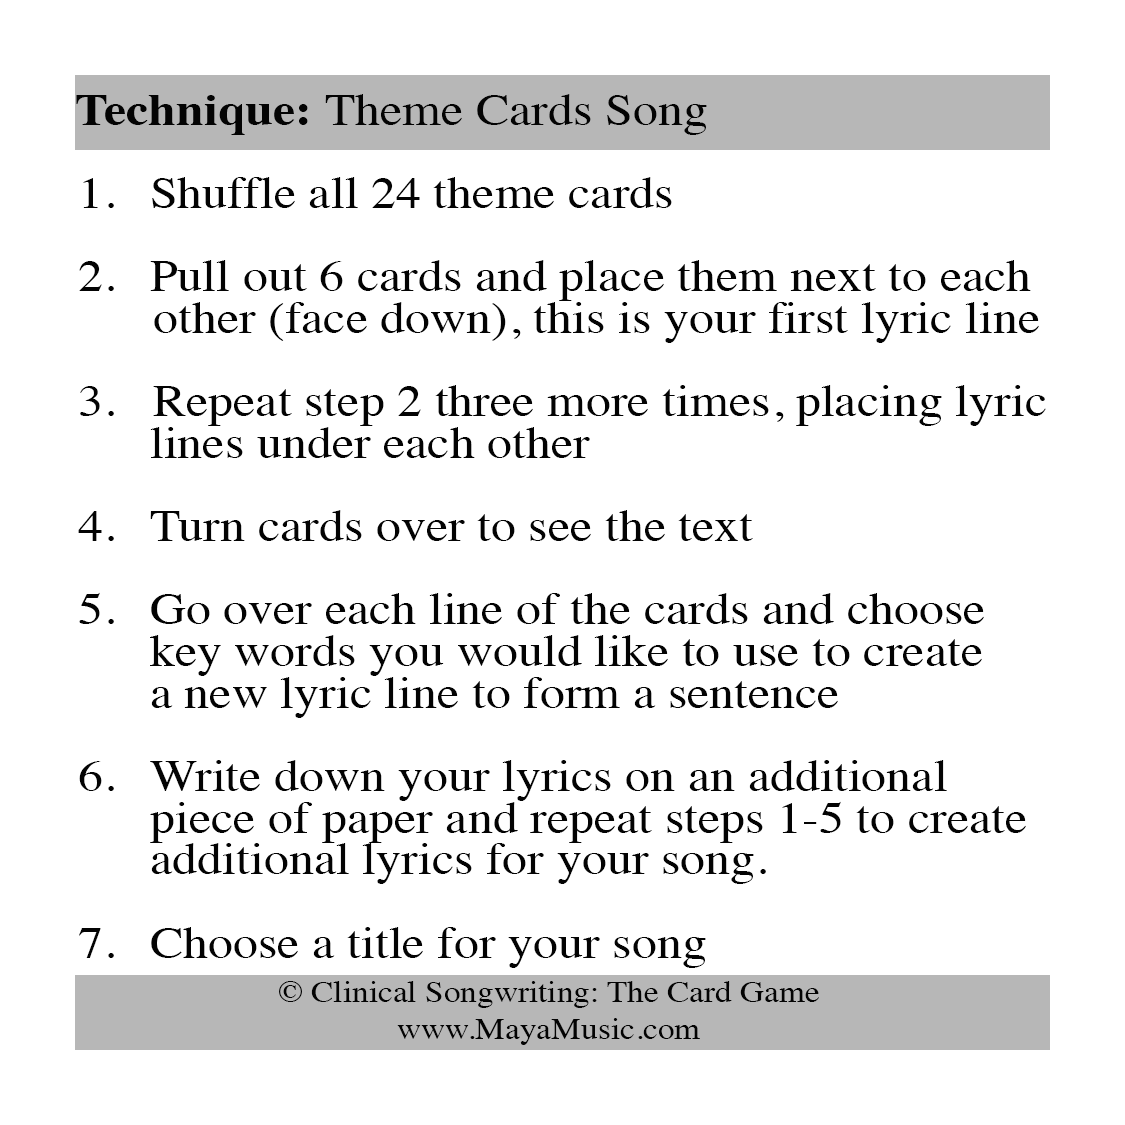 Technique: Theme Cards Song
1. Shuffle all 24 theme cards
2. Pull out 6 cards and place them next to each
other (face down), this is your first lyric line
3. Repeat step 2 three more times, placing lyric
lines under each other
4. Turn cards over to see the text
5. Go over each line of the cards and choose
key words you would like to use to create
a new lyric line to form a sentence
6. Write down your lyrics on an additional
piece of paper and repeat steps 1-5 to create
additional lyrics for your song.
7. Choose a title for your song
© Clinical Songwriting: The Card Game
www.MayaMusic.com